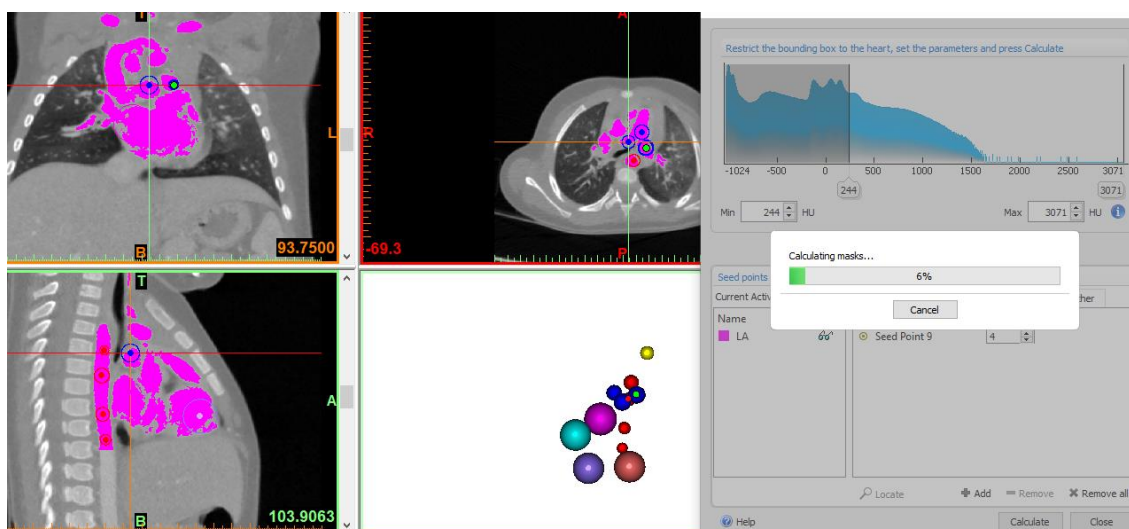 T
L
B
93.7500
A
R
P
-69.3
T
A
B
103.9063
Restrict the bounding box to the heart, set the parameters and press Calculate
-1024 -500 0 500 1000 1500 2000 2500 3071
244 3071
Min 244 HU Max 3071 HU
Calculating masks...
6%
Cancel
Seed points
Current Activ
ther
Name
LA
Seed Point 9 4
Locate Add Remove Remove all
Help Calculate Close